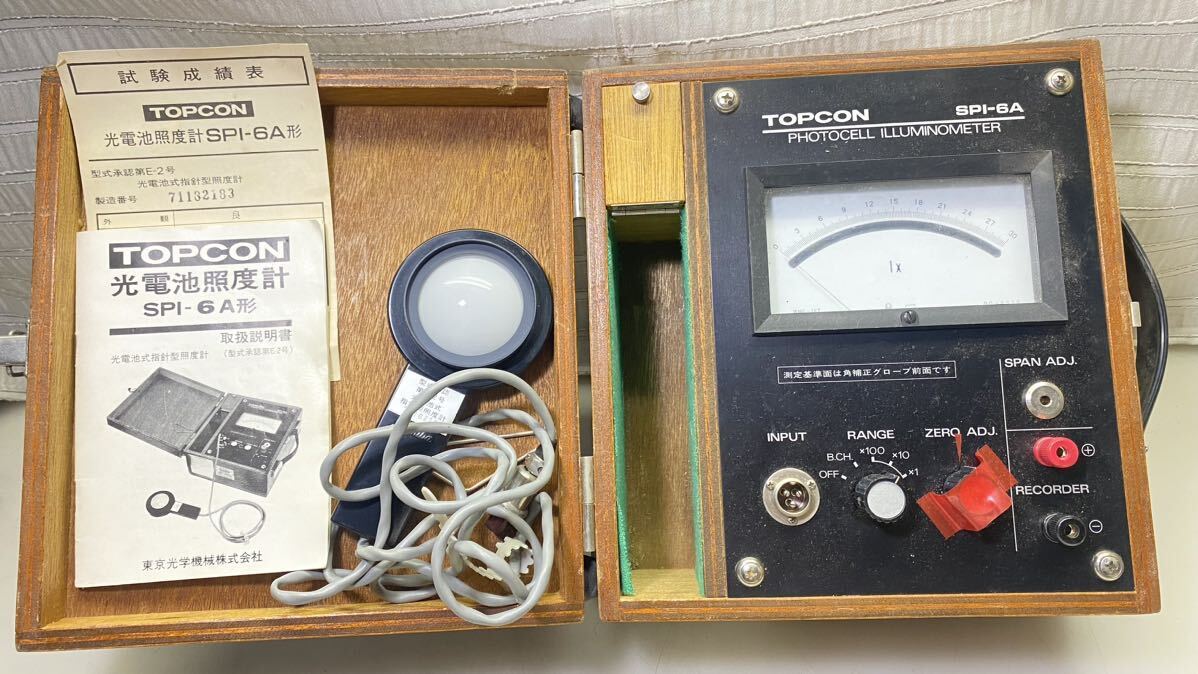 試験成績表
TOPCON
光電池照度計SPI-6A形
型式承認第E-2号
光電池式指針型照度計
製造番号 71132183
外 観 良
TOPCON
光電池照度計
SPI-6A形
取扱説明書
光電池式指針型照度計 (型式承認第E-2号)
東京光学機械株式会社
TOPCON SPI-6A
PHOTOCELL ILLUMINOMETER
0 3 6 9 12 15 18 21 24 27 30
lx
測定基準面は角補正グローブ前面です
SPAN ADJ.
INPUT
RANGE
ZERO ADJ.
OFF B.CH. ×100 ×10 ×1
+
RECORDER
-